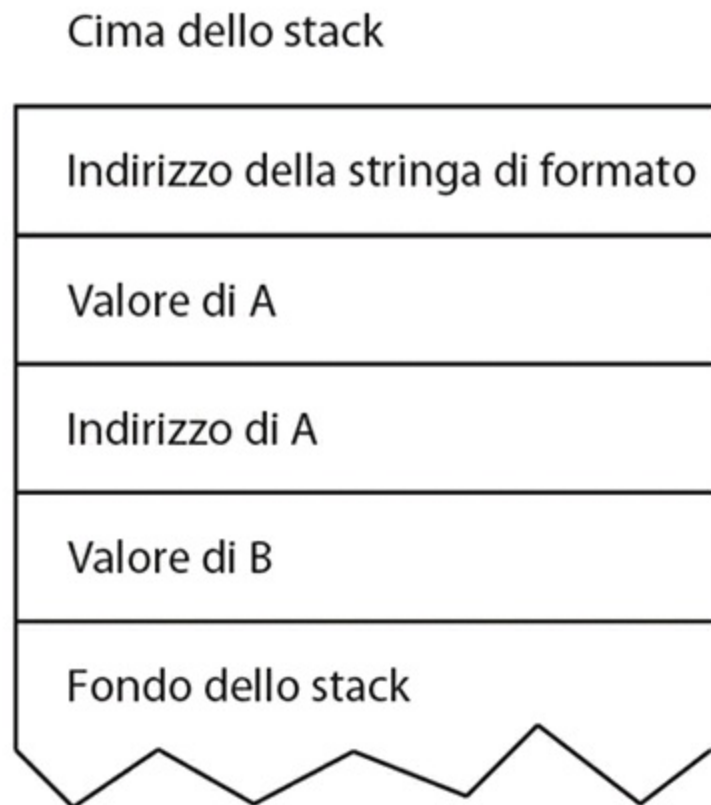 Cima dello stack
Indirizzo della stringa di formato
Valore di A
Indirizzo di A
Valore di B
Fondo dello stack